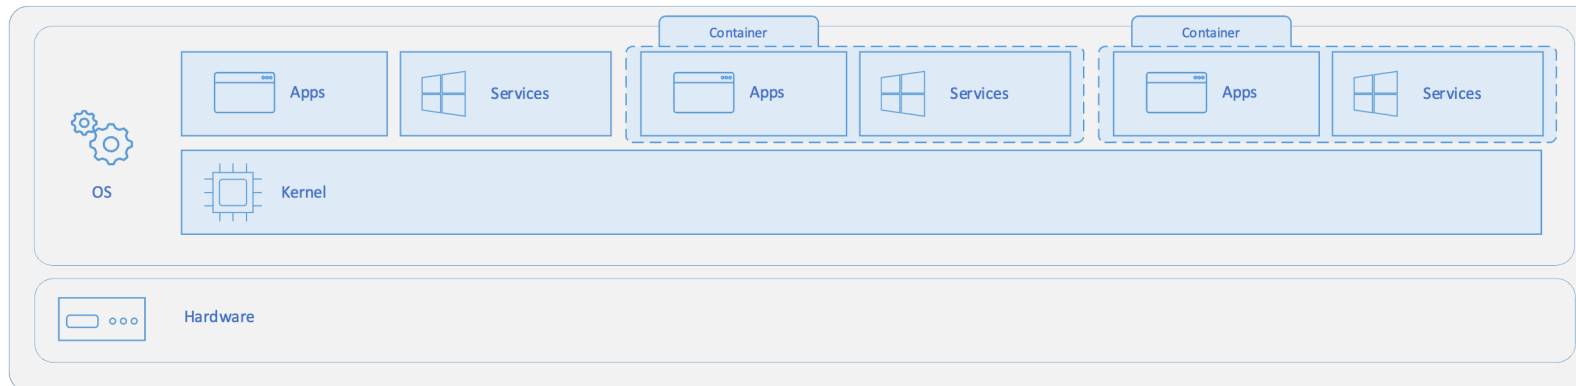 Container
Container
Apps
Services
Apps
Services
Apps
Services
OS
Kernel
Hardware